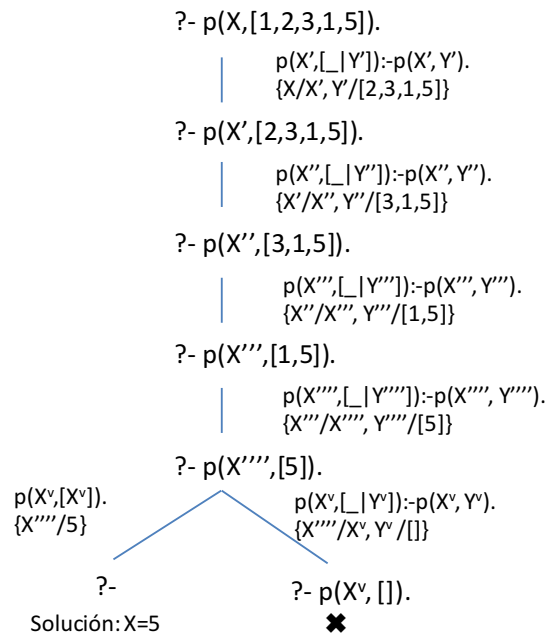 ?- p(X,[1,2,3,1,5]).
p(X',[_|Y']):-p(X', Y').
{X/X', Y'/[2,3,1,5]}
?- p(X',[2,3,1,5]).
p(X'',[_|Y'']):-p(X'', Y'').
{X'/X'', Y''/[3,1,5]}
?- p(X'',[3,1,5]).
p(X''',[_|Y''']):-p(X''', Y''').
{X''/X''', Y'''/[1,5]}
?- p(X''',[1,5]).
p(X'''',[_|Y'''']):-p(X'''', Y'''').
{X'''/X'''', Y''''/[5]}
?- p(X'''',[5]).
p(Xᵛ,[Xᵛ]).
{X''''/5}
p(Xᵛ,[_|Yᵛ]):-p(Xᵛ, Yᵛ).
{X''''/Xᵛ, Yᵛ /[]}
?-
Solución: X=5
?- p(Xᵛ, []).
✖